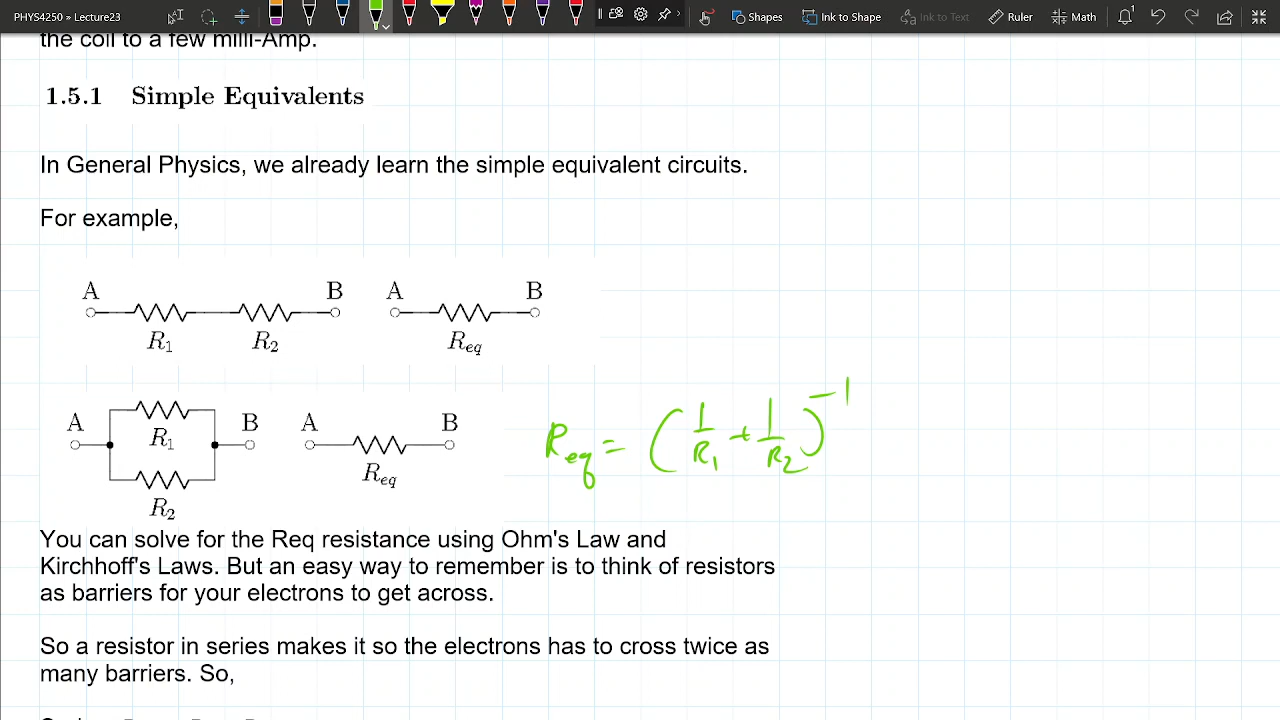 PHYS4250 » Lecture23
Shapes
Ink to Shape
Ink to Text
Ruler
Math
the coil to a few milli-Amp.
1.5.1 Simple Equivalents
In General Physics, we already learn the simple equivalent circuits.
For example,
A B A B
R₁ R₂ R_eq
A B A B
R₁
R_eq
R₂
R_eq = (1/R₁ + 1/R₂)⁻¹
You can solve for the Req resistance using Ohm's Law and
Kirchhoff's Laws. But an easy way to remember is to think of resistors
as barriers for your electrons to get across.
So a resistor in series makes it so the electrons has to cross twice as
many barriers. So,